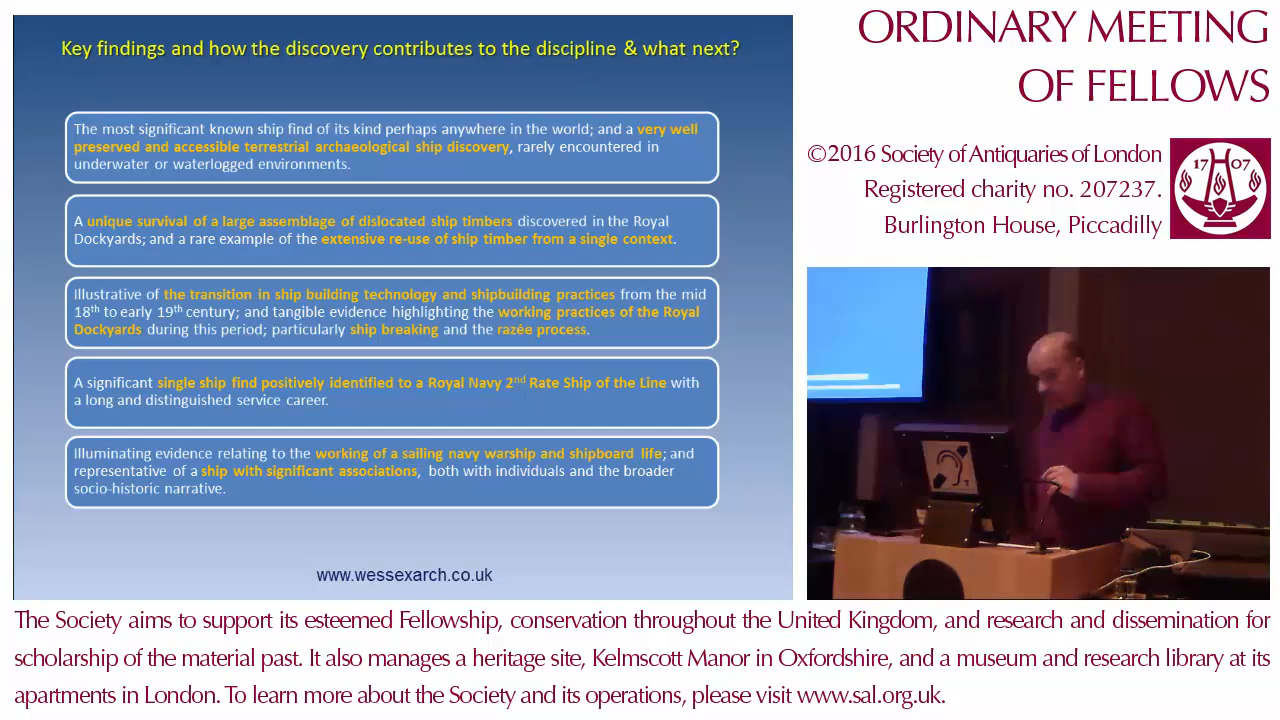 Key findings and how the discovery contributes to the discipline & what next?
The most significant known ship find of its kind perhaps anywhere in the world; and a very well
preserved and accessible terrestrial archaeological ship discovery, rarely encountered in
underwater or waterlogged environments.
A unique survival of a large assemblage of dislocated ship timbers discovered in the Royal
Dockyards; and a rare example of the extensive re-use of ship timber from a single context.
Illustrative of the transition in ship building technology and shipbuilding practices from the mid
18th to early 19th century; and tangible evidence highlighting the working practices of the Royal
Dockyards during this period; particularly ship breaking and the razée process.
A significant single ship find positively identified to a Royal Navy 2nd Rate Ship of the Line with
a long and distinguished service career.
Illuminating evidence relating to the working of a sailing navy warship and shipboard life; and
representative of a ship with significant associations, both with individuals and the broader
socio-historic narrative.
www.wessexarch.co.uk
ORDINARY MEETING
OF FELLOWS
©2016 Society of Antiquaries of London
Registered charity no. 207237.
Burlington House, Piccadilly
17 07
The Society aims to support its esteemed Fellowship, conservation throughout the United Kingdom, and research and dissemination for
scholarship of the material past. It also manages a heritage site, Kelmscott Manor in Oxfordshire, and a museum and research library at its
apartments in London. To learn more about the Society and its operations, please visit www.sal.org.uk.